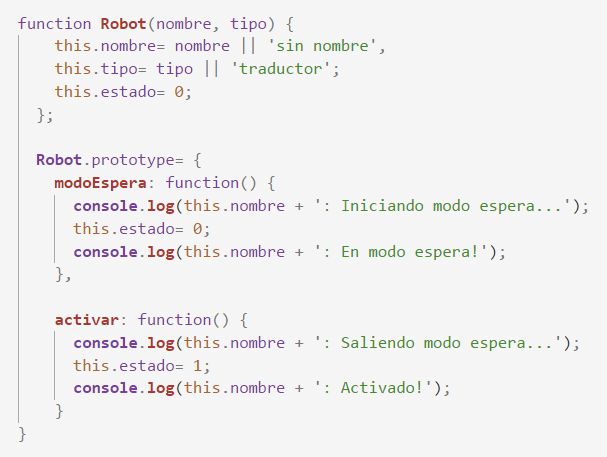 function Robot(nombre, tipo) {
    this.nombre= nombre || 'sin nombre',
    this.tipo= tipo || 'traductor';
    this.estado= 0;
  };

  Robot.prototype= {
    modoEspera: function() {
      console.log(this.nombre + ': Iniciando modo espera...');
      this.estado= 0;
      console.log(this.nombre + ': En modo espera!');
    },

    activar: function() {
      console.log(this.nombre + ': Saliendo modo espera...');
      this.estado= 1;
      console.log(this.nombre + ': Activado!');
    }
}